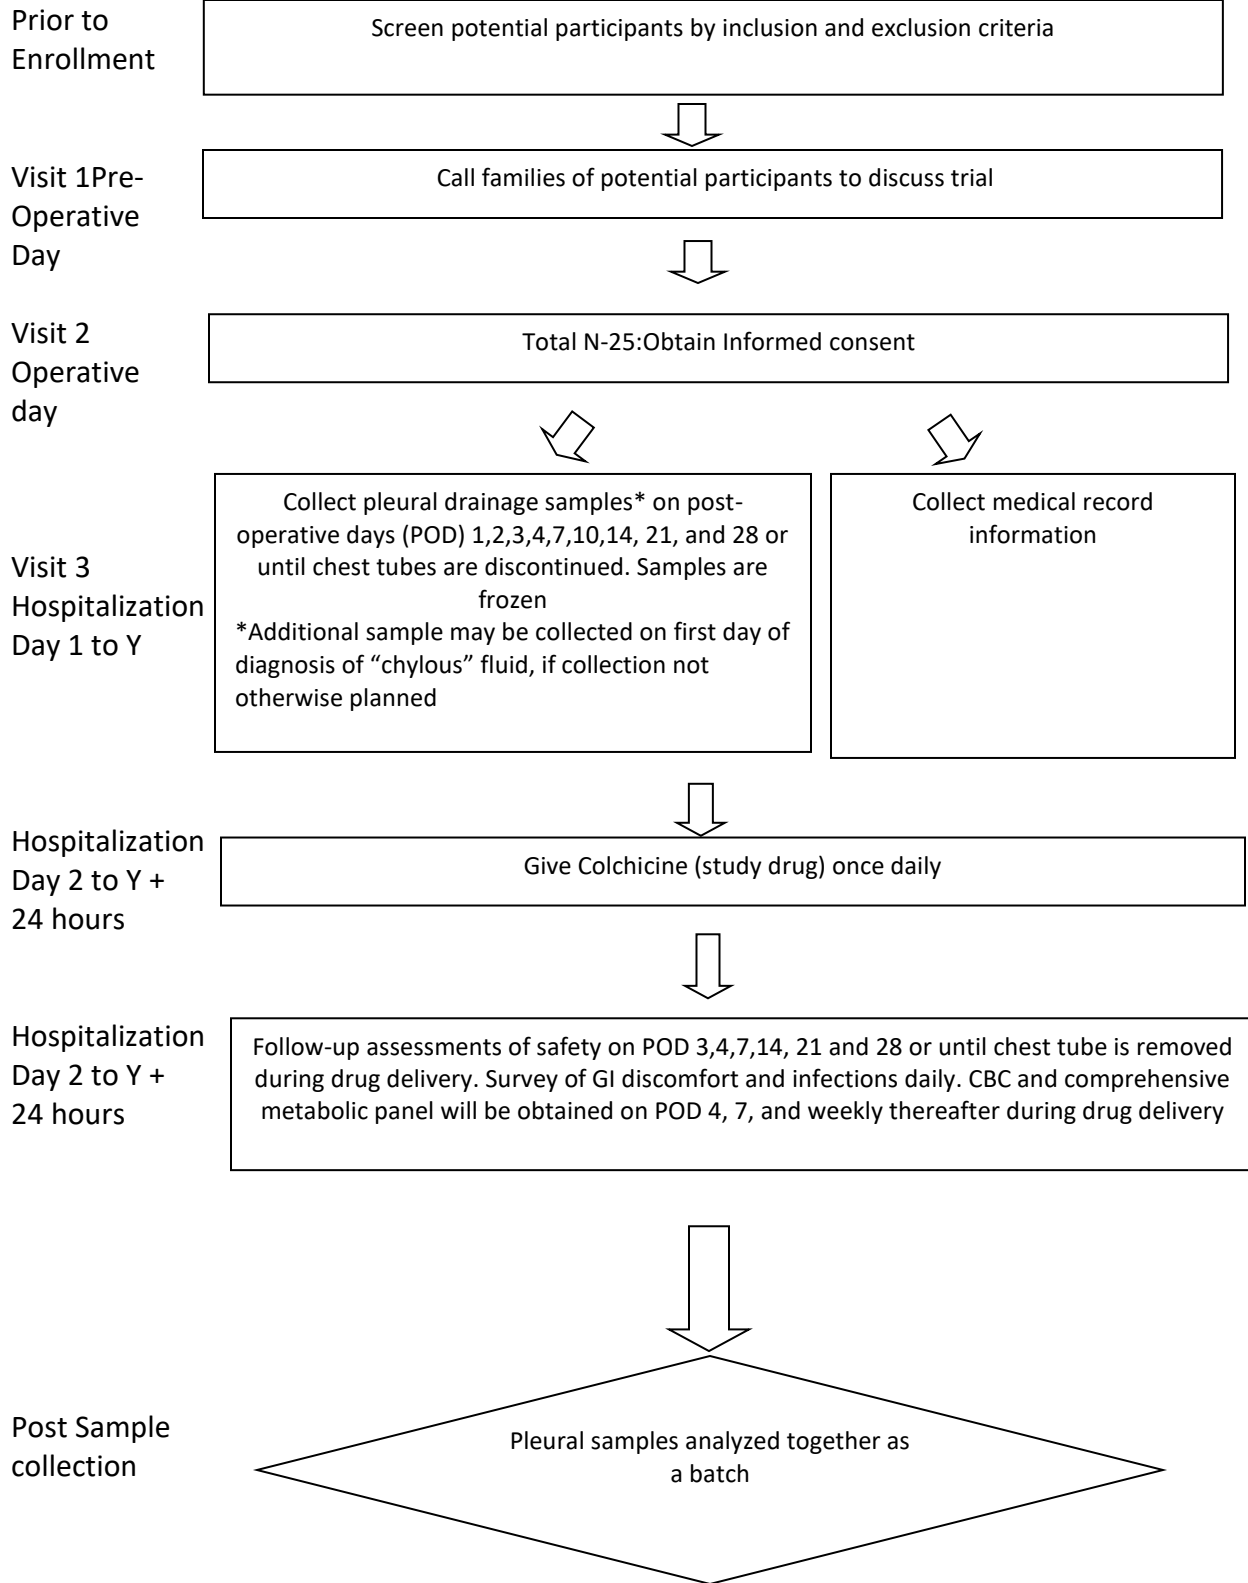 Prior to
Enrollment
Screen potential participants by inclusion and exclusion criteria
Visit 1Pre-
Operative
Day
Call families of potential participants to discuss trial
Visit 2
Operative
day
Total N-25:Obtain Informed consent
Visit 3
Hospitalization
Day 1 to Y
Collect pleural drainage samples* on post-
operative days (POD) 1,2,3,4,7,10,14, 21, and 28 or
until chest tubes are discontinued. Samples are
frozen
*Additional sample may be collected on first day of
diagnosis of “chylous” fluid, if collection not
otherwise planned
Collect medical record
information
Hospitalization
Day 2 to Y +
24 hours
Give Colchicine (study drug) once daily
Hospitalization
Day 2 to Y +
24 hours
Follow-up assessments of safety on POD 3,4,7,14, 21 and 28 or until chest tube is removed
during drug delivery. Survey of GI discomfort and infections daily. CBC and comprehensive
metabolic panel will be obtained on POD 4, 7, and weekly thereafter during drug delivery
Post Sample
collection
Pleural samples analyzed together as
a batch